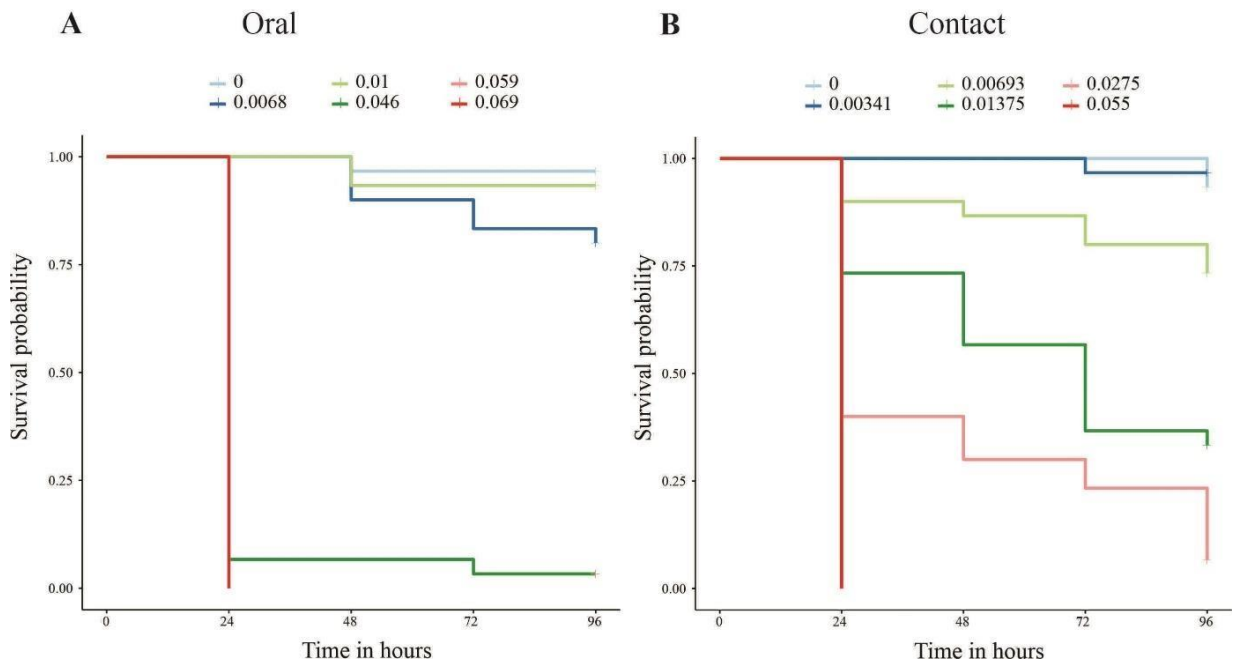 A Oral
0 0.01 0.059
0.0068 0.046 0.069
Survival probability
1.00
0.75
0.50
0.25
0.00
0 24 48 72 96
Time in hours
B Contact
0 0.00693 0.0275
0.00341 0.01375 0.055
Survival probability
1.00
0.75
0.50
0.25
0.00
0 24 48 72 96
Time in hours